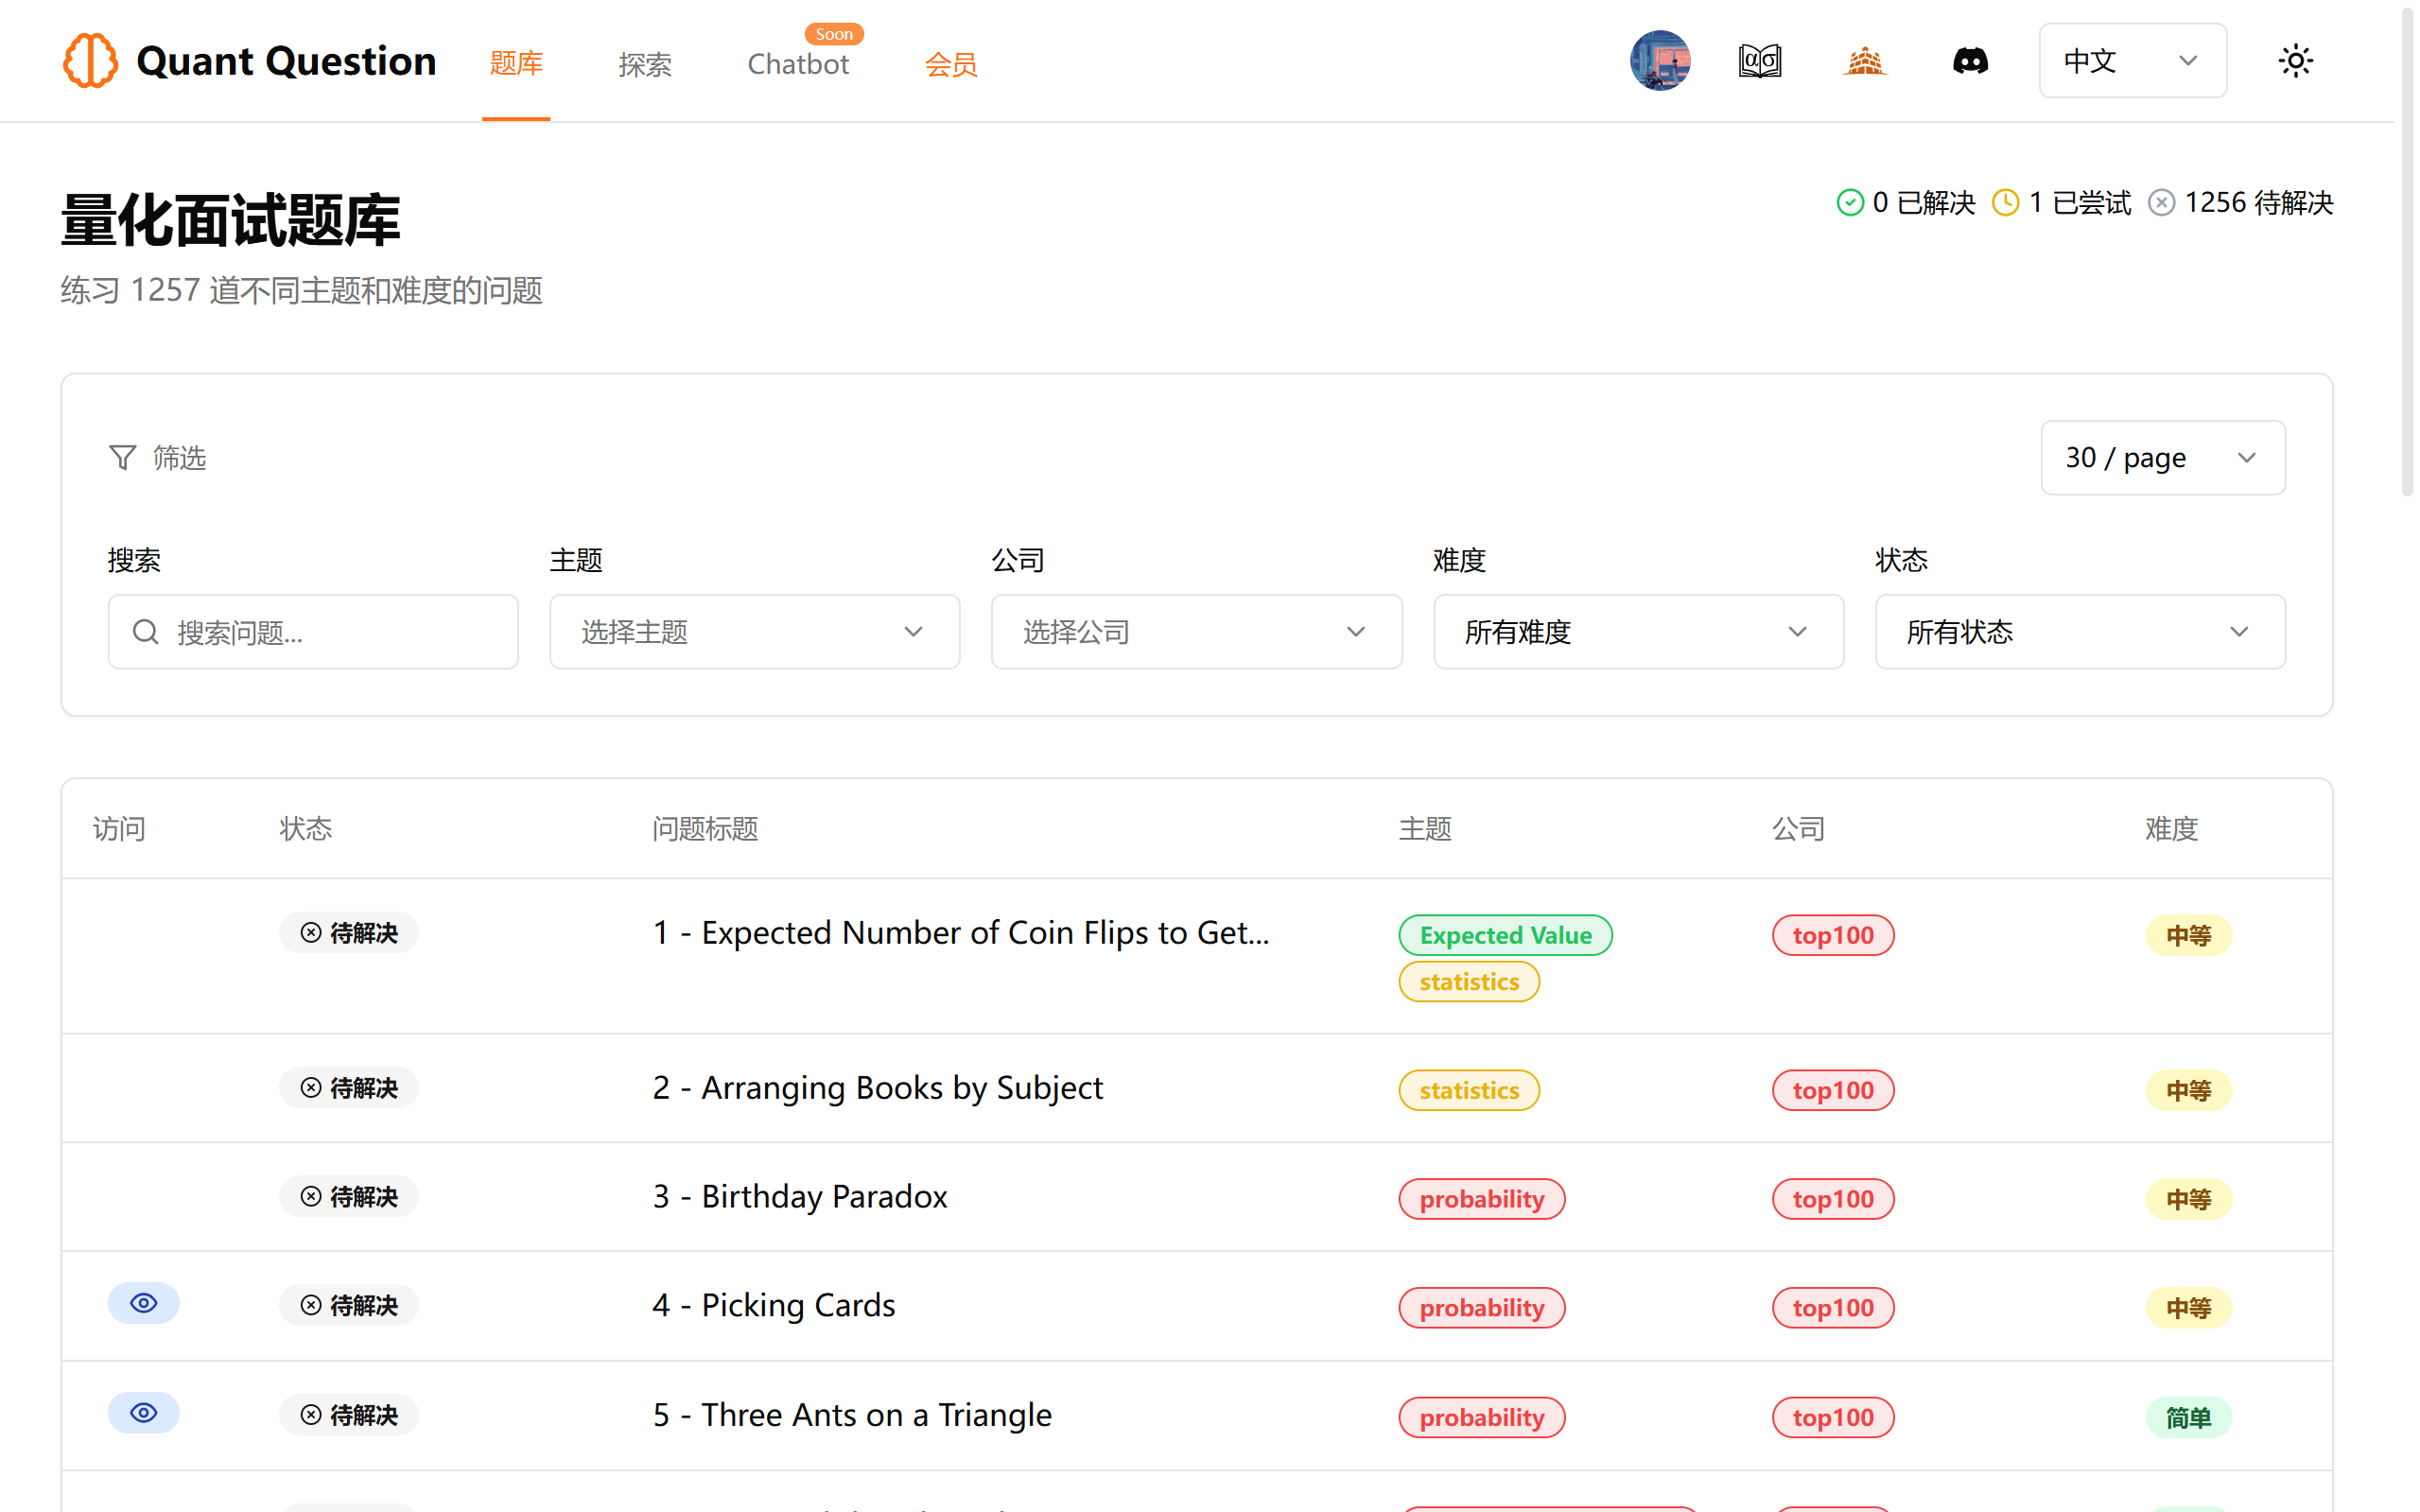 Quant Question
题库
探索
Soon
Chatbot
会员
ασ
中文
量化面试题库
0 已解决 1 已尝试 1256 待解决
练习 1257 道不同主题和难度的问题
筛选
30 / page
搜索 主题 公司 难度 状态
搜索问题... 选择主题 选择公司 所有难度 所有状态
访问 状态 问题标题 主题 公司 难度
待解决 1 - Expected Number of Coin Flips to Get... Expected Value top100 中等
statistics
待解决 2 - Arranging Books by Subject statistics top100 中等
待解决 3 - Birthday Paradox probability top100 中等
待解决 4 - Picking Cards probability top100 中等
待解决 5 - Three Ants on a Triangle probability top100 简单